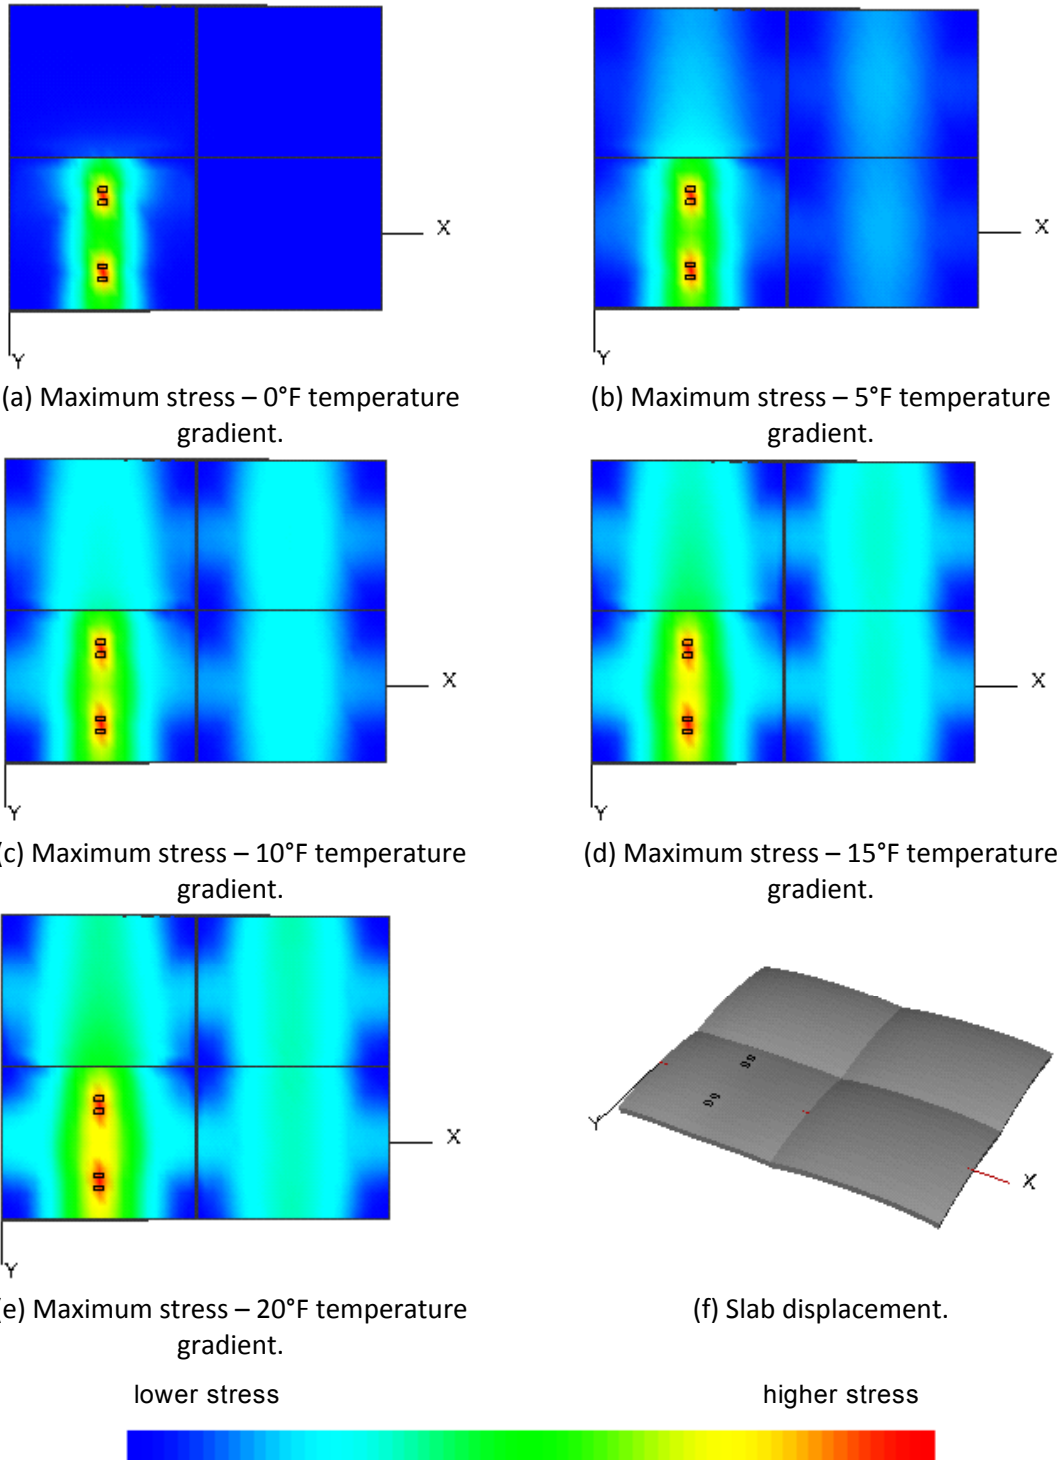 X
X
Y
Y
(a) Maximum stress – 0°F temperature
gradient.
(b) Maximum stress – 5°F temperature
gradient.
X
X
Y
Y
(c) Maximum stress – 10°F temperature
gradient.
(d) Maximum stress – 15°F temperature
gradient.
X
Y
Y
X
(e) Maximum stress – 20°F temperature
gradient.
(f) Slab displacement.
lower stress
higher stress